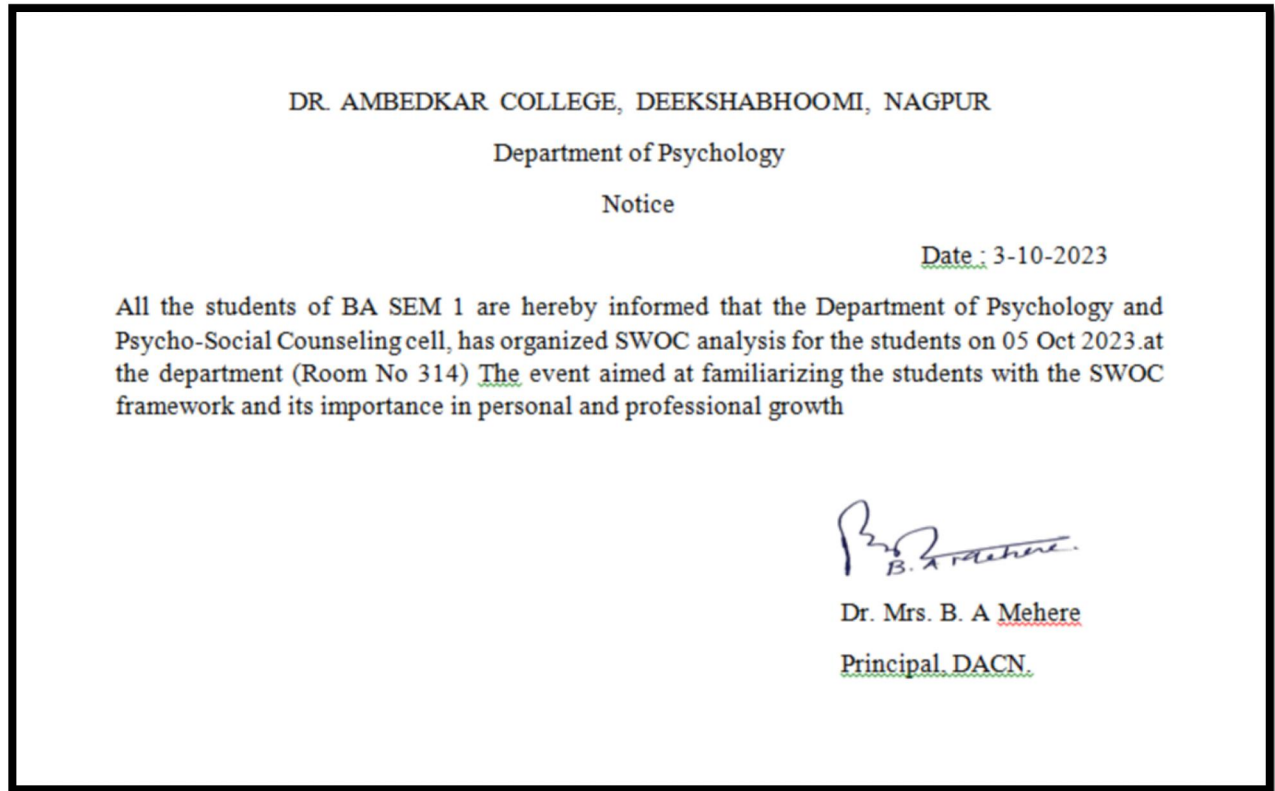 DR. AMBEDKAR COLLEGE, DEEKSHABHOOMI, NAGPUR
Department of Psychology
Notice
Date : 3-10-2023
All the students of BA SEM 1 are hereby informed that the Department of Psychology and
Psycho-Social Counseling cell, has organized SWOC analysis for the students on 05 Oct 2023.at
the department (Room No 314) The event aimed at familiarizing the students with the SWOC
framework and its importance in personal and professional growth
B. A Mehere.
Dr. Mrs. B. A Mehere
Principal, DACN.